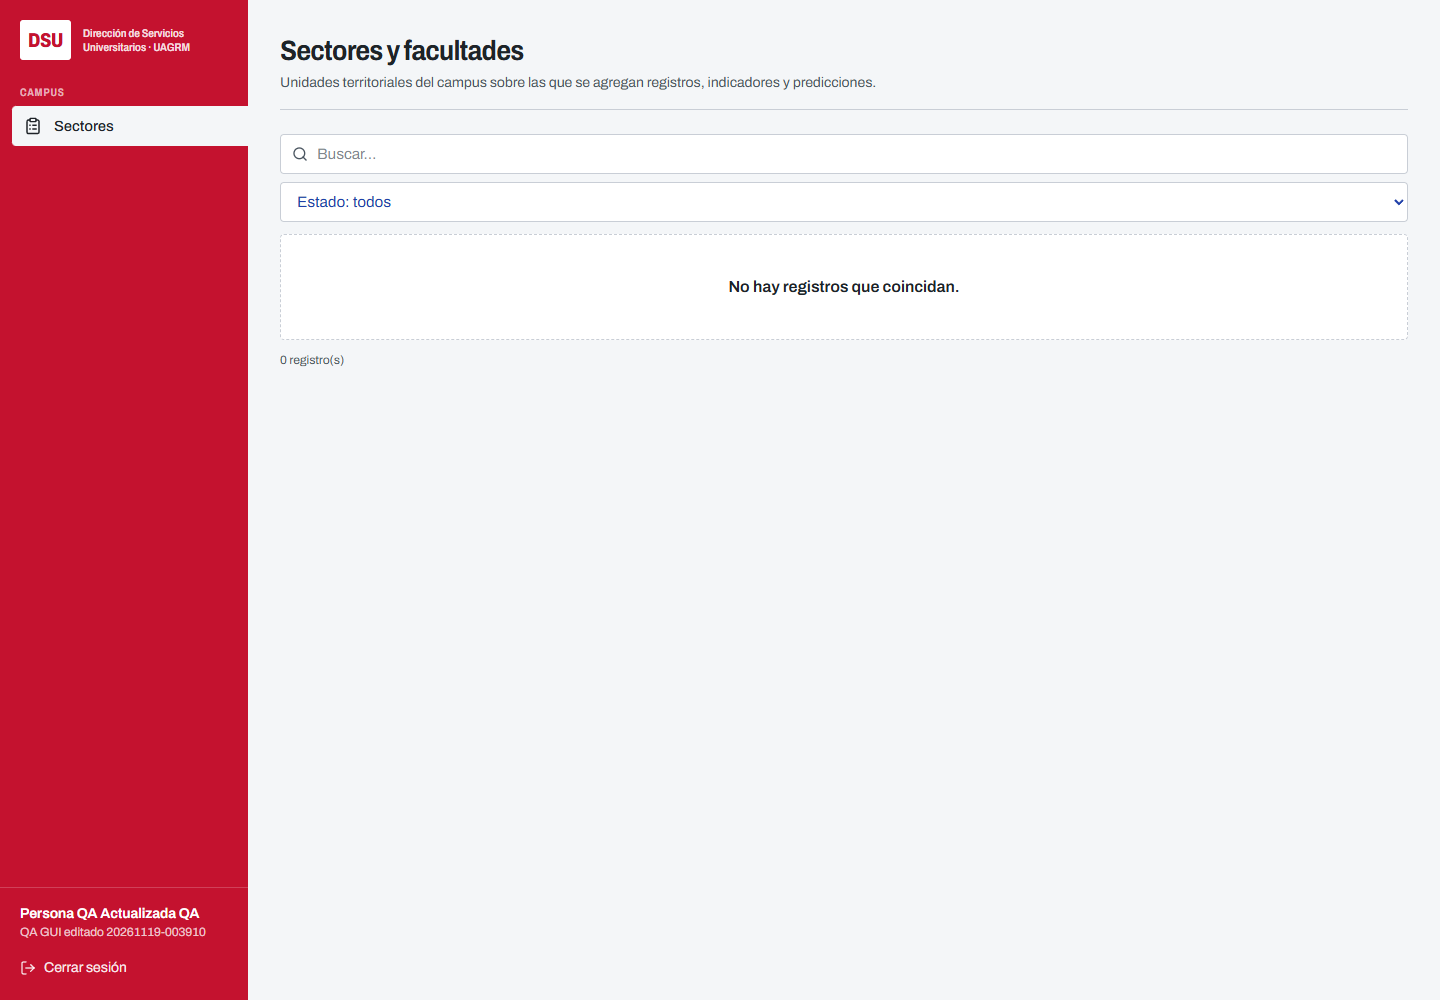 DSU
Dirección de Servicios
Universitarios · UAGRM
CAMPUS
Sectores
Persona QA Actualizada QA
QA GUI editado 20261119-003910
Cerrar sesión
Sectores y facultades
Unidades territoriales del campus sobre las que se agregan registros, indicadores y predicciones.
Buscar...
Estado: todos
No hay registros que coincidan.
0 registro(s)